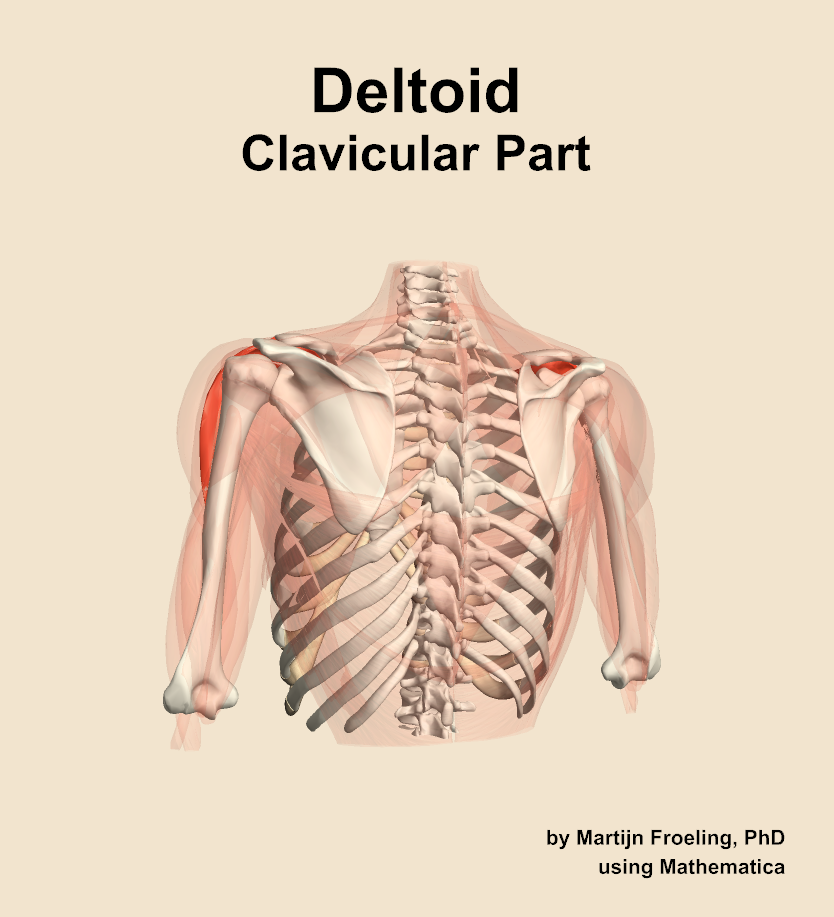 Deltoid
Clavicular Part
by Martijn Froeling, PhD
using Mathematica